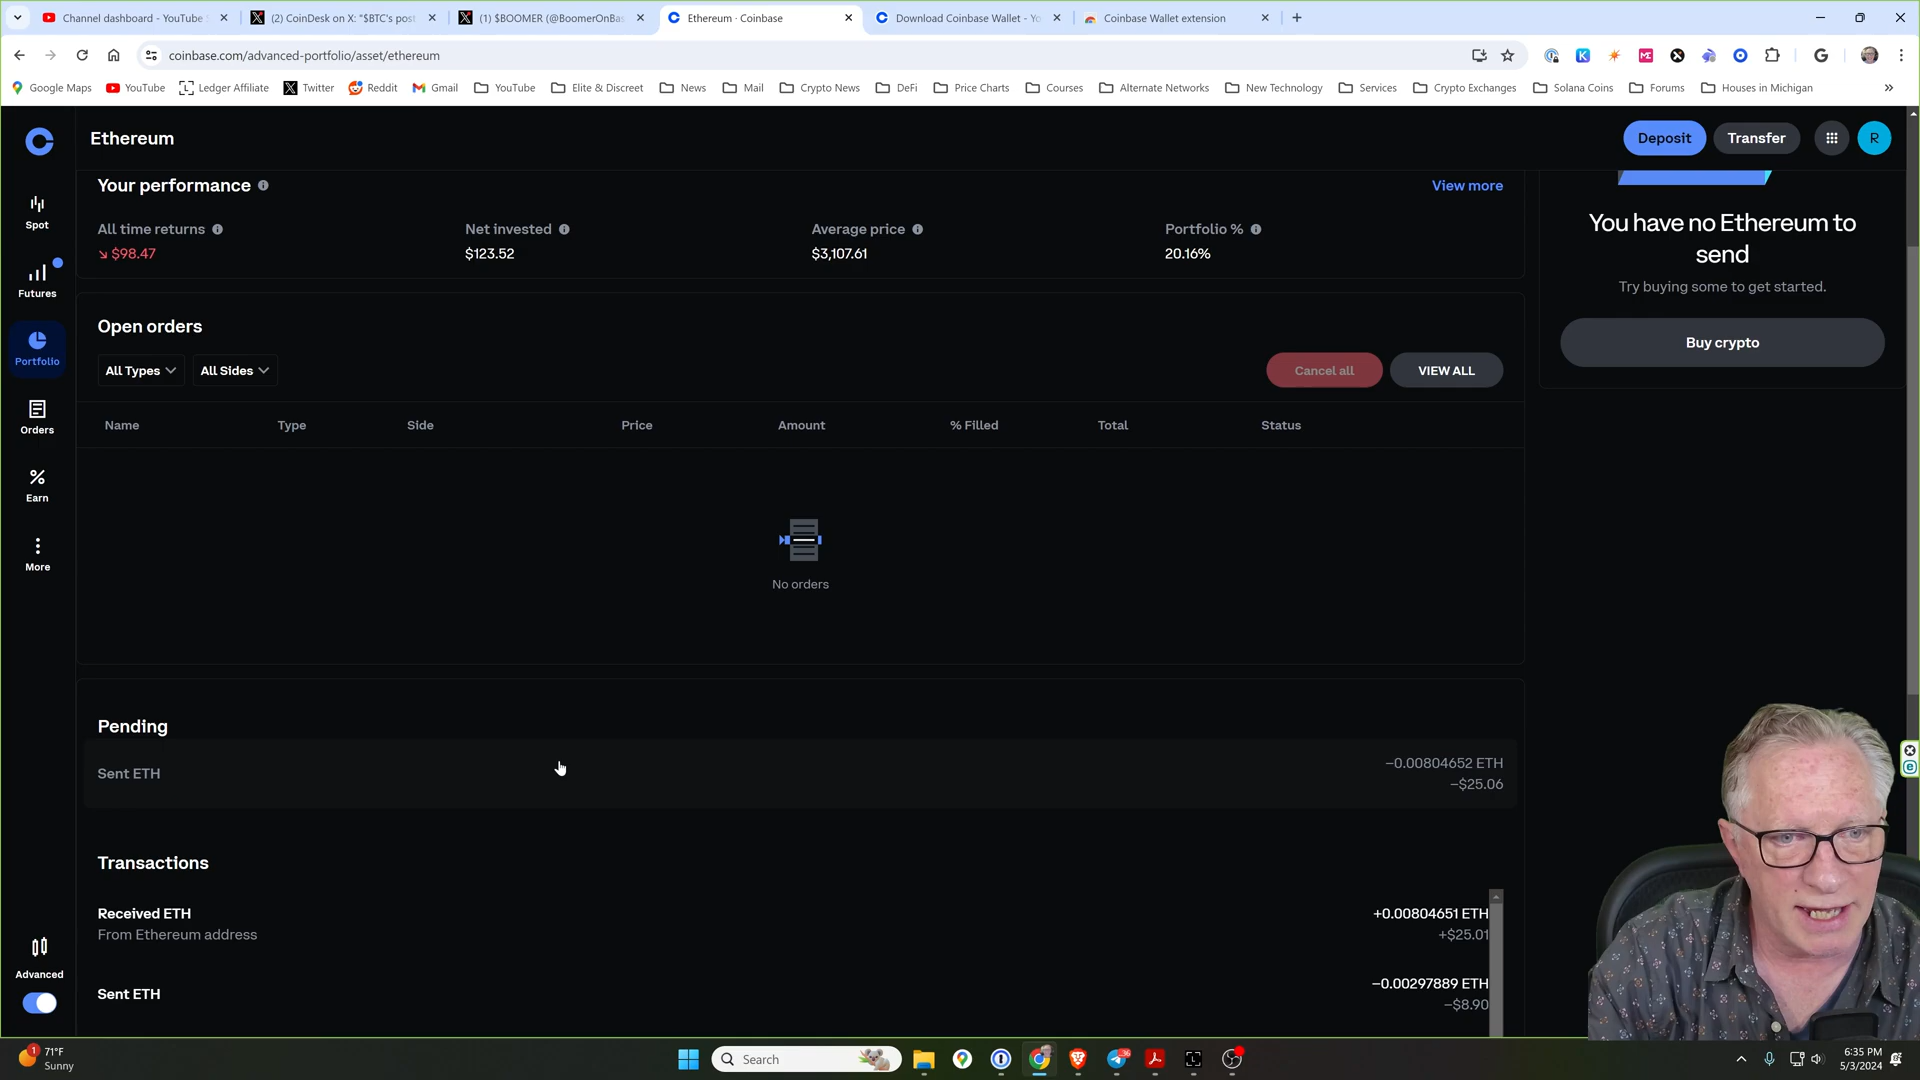 Channel dashboard - YouTube
(2) CoinDesk on X: "$BTC's post
(1) $BOOMER (@BoomerOnBas
Ethereum · Coinbase
Download Coinbase Wallet - Yo
Coinbase Wallet extension
coinbase.com/advanced-portfolio/asset/ethereum
Google Maps
YouTube
Ledger Affiliate
Twitter
Reddit
Gmail
YouTube
Elite & Discreet
News
Mail
Crypto News
DeFi
Price Charts
Courses
Alternate Networks
New Technology
Services
Crypto Exchanges
Solana Coins
Forums
Houses in Michigan
Ethereum
Deposit
Transfer
R
Spot
Futures
Portfolio
Orders
Earn
More
Advanced
Your performance
View more
All time returns
Net invested
Average price
Portfolio %
↘ $98.47
$123.52
$3,107.61
20.16%
You have no Ethereum to
send
Try buying some to get started.
Buy crypto
Open orders
All Types
All Sides
Cancel all
VIEW ALL
Name
Type
Side
Price
Amount
% Filled
Total
Status
No orders
Pending
Sent ETH
−0.00804652 ETH
−$25.06
Transactions
Received ETH
From Ethereum address
+0.00804651 ETH
+$25.01
Sent ETH
−0.00297889 ETH
−$8.90
1
71°F
Sunny
Search
36
6:35 PM
5/3/2024